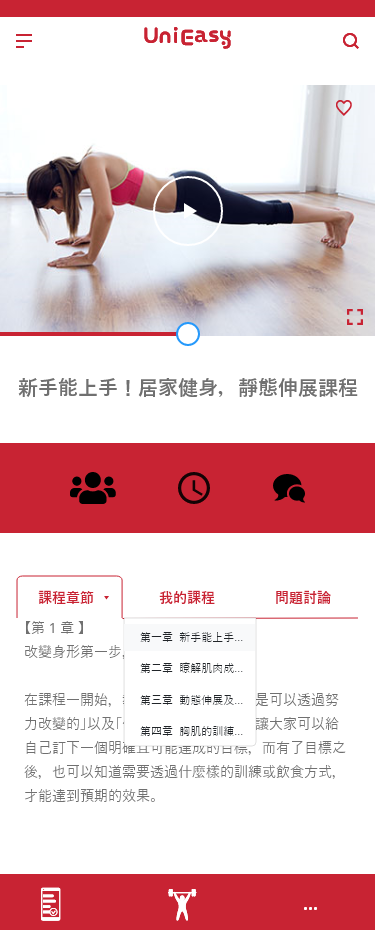 UniEasy
新手能上手！居家健身，靜態伸展課程
課程章節 我的課程 問題討論
【第 1 章 】
第一章 新手能上手...
改變身形第一步,
第二章 瞭解肌肉成...
在課程一開始， 是可以透過努
第三章 動態伸展及...
力改變的｣以及｢ 讓大家可以給
第四章 胸肌的訓練...
自己訂下一個明確且可能達成的目標，而有了目標之
後，也可以知道需要透過什麼樣的訓練或飲食方式，
才能達到預期的效果。